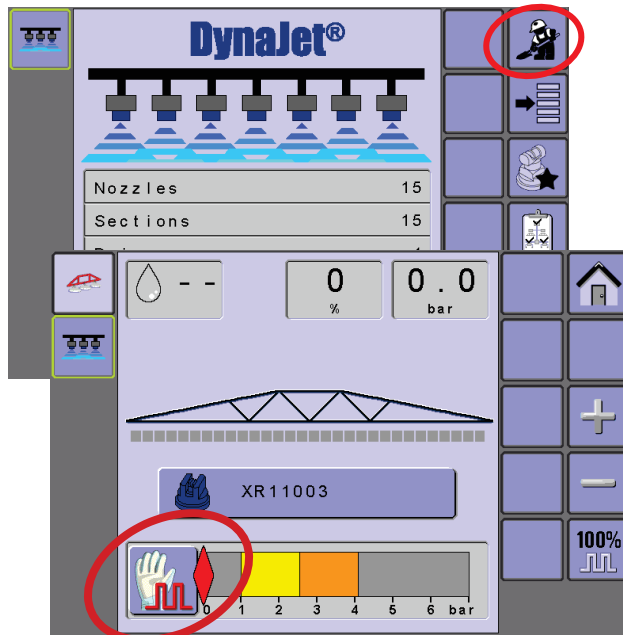 DynaJet®
Nozzles 15
Sections 15
- - 0 0.0
% bar
XR11003
100%
0 1 2 3 4 5 6 bar